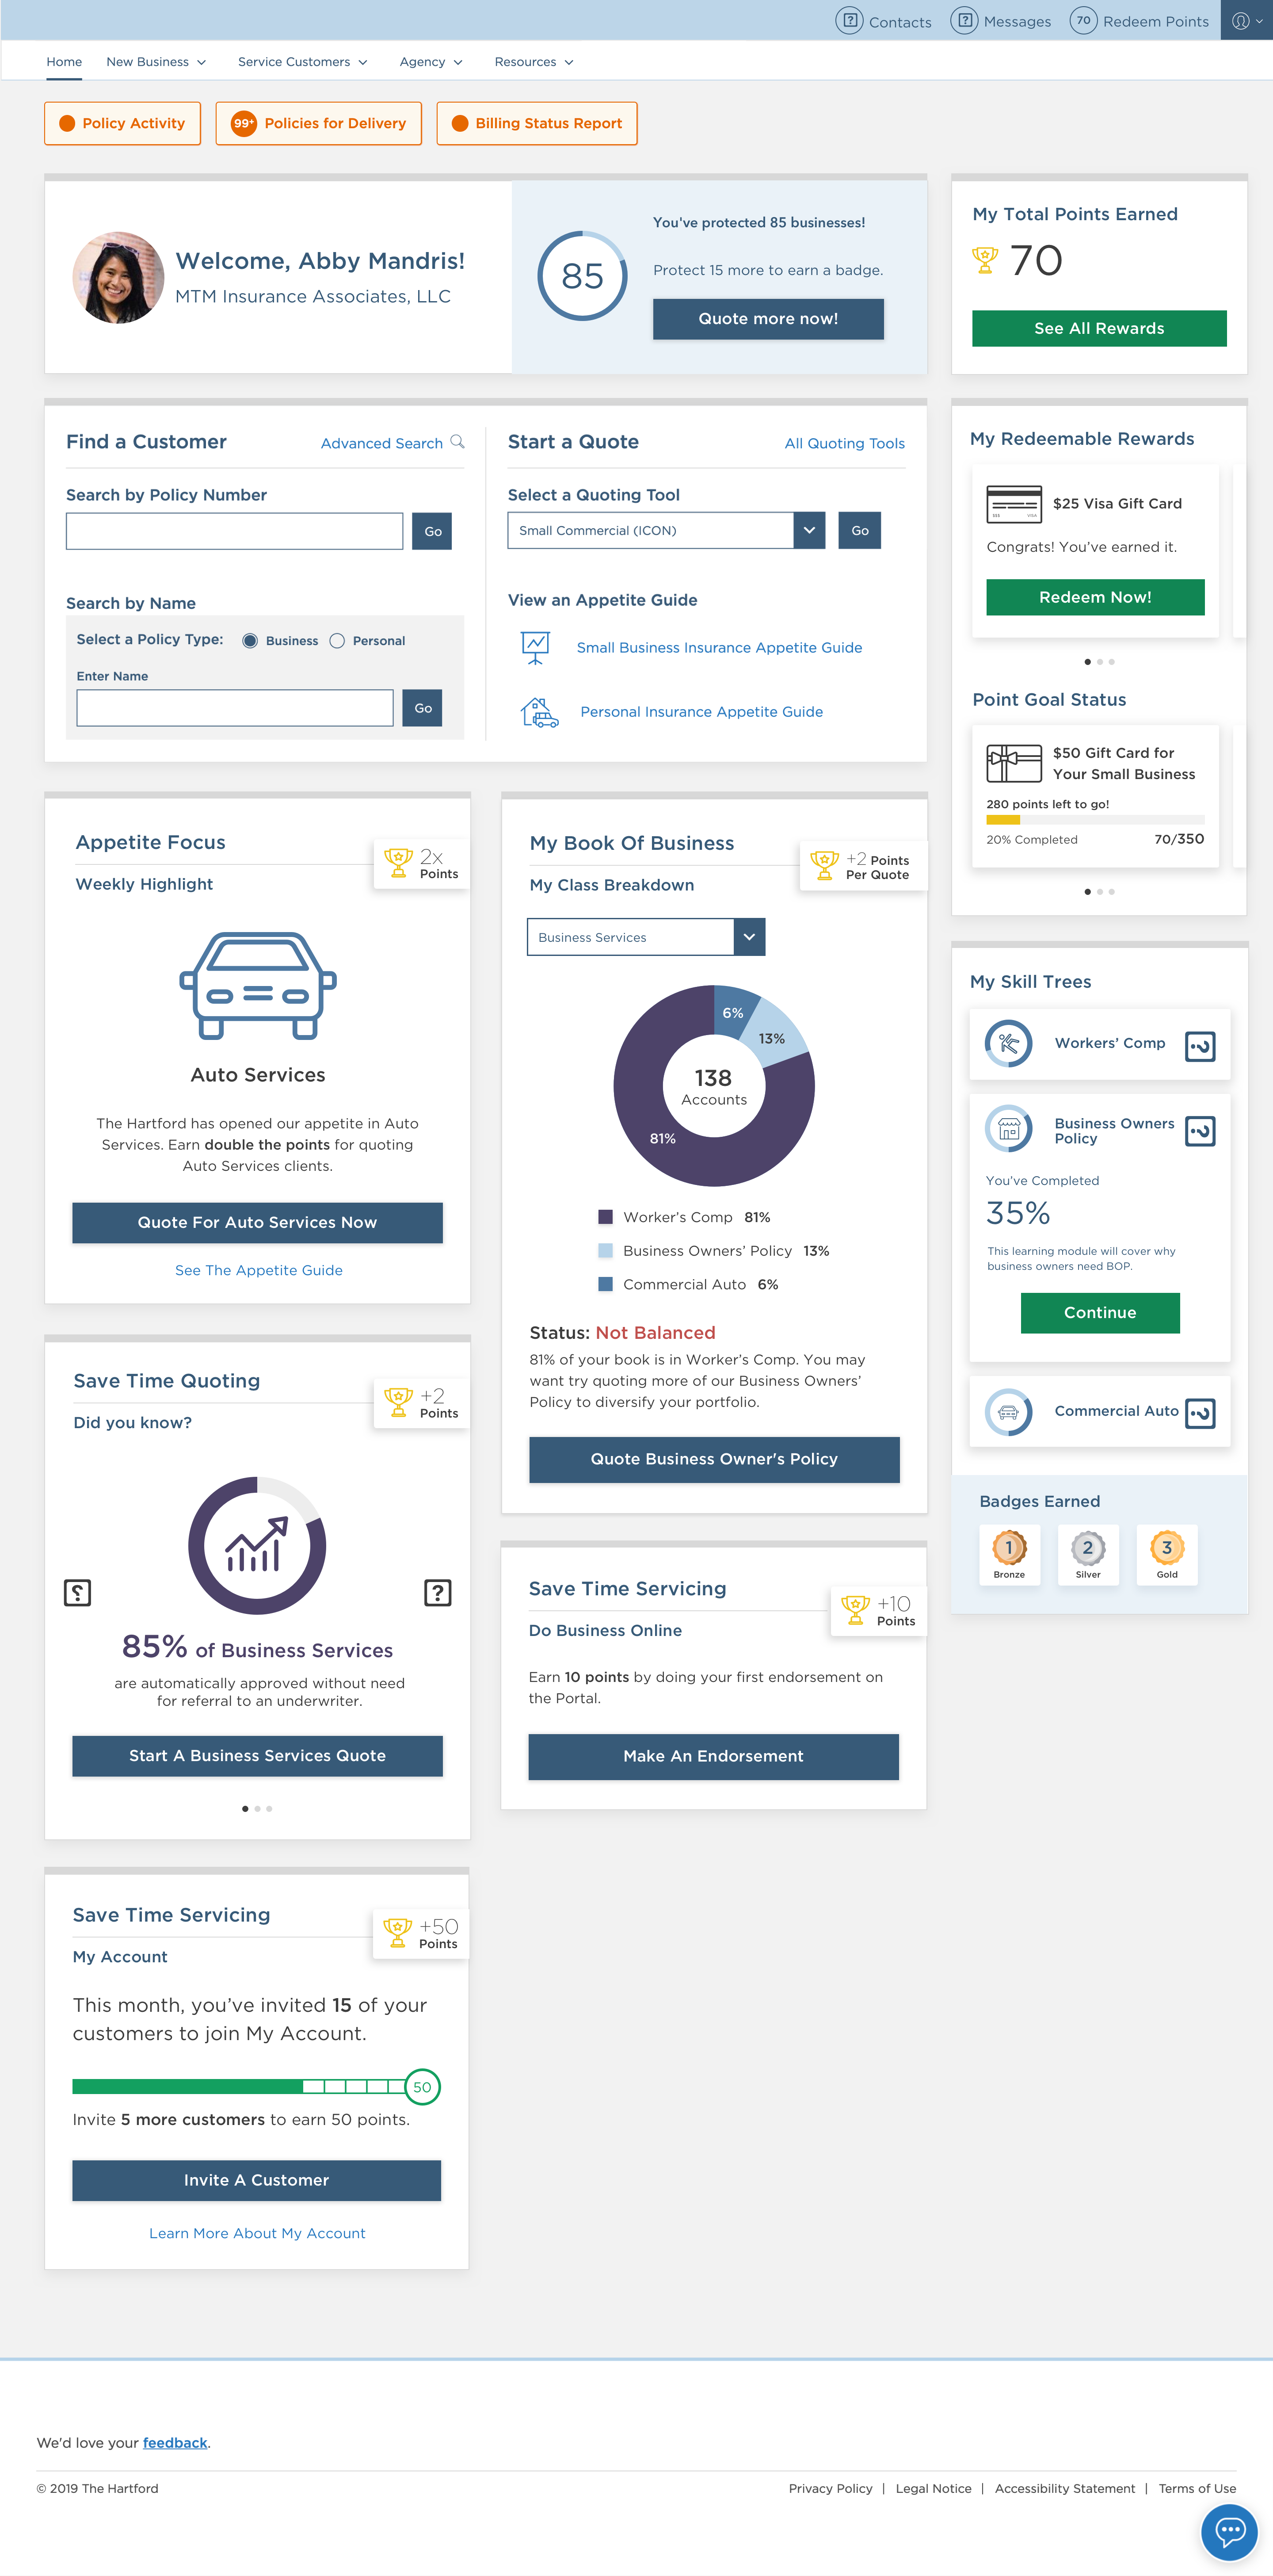 Contacts
Messages
70 Redeem Points
Home
New Business
Service Customers
Agency
Resources
Policy Activity
99+ Policies for Delivery
Billing Status Report
Welcome, Abby Mandris!
MTM Insurance Associates, LLC
85
You've protected 85 businesses!
Protect 15 more to earn a badge.
Quote more now!
My Total Points Earned
70
See All Rewards
Find a Customer
Advanced Search
Search by Policy Number
Go
Search by Name
Select a Policy Type:
Business
Personal
Enter Name
Go
Start a Quote
All Quoting Tools
Select a Quoting Tool
Small Commercial (ICON)
Go
View an Appetite Guide
Small Business Insurance Appetite Guide
Personal Insurance Appetite Guide
My Redeemable Rewards
VISA
$25 Visa Gift Card
Congrats! You've earned it.
Redeem Now!
Point Goal Status
$50 Gift Card for
Your Small Business
280 points left to go!
20% Completed
70/350
Appetite Focus
2x
Points
Weekly Highlight
Auto Services
The Hartford has opened our appetite in Auto
Services. Earn double the points for quoting
Auto Services clients.
Quote For Auto Services Now
See The Appetite Guide
My Book Of Business
+2 Points
Per Quote
My Class Breakdown
Business Services
6%
13%
81%
138
Accounts
Worker's Comp 81%
Business Owners' Policy 13%
Commercial Auto 6%
Status: Not Balanced
81% of your book is in Worker's Comp. You may
want try quoting more of our Business Owners'
Policy to diversify your portfolio.
Quote Business Owner's Policy
My Skill Trees
Workers' Comp
Business Owners
Policy
You've Completed
35%
This learning module will cover why
business owners need BOP.
Continue
Commercial Auto
Badges Earned
1
Bronze
2
Silver
3
Gold
Save Time Quoting
+2
Points
Did you know?
85% of Business Services
are automatically approved without need
for referral to an underwriter.
Start A Business Services Quote
Save Time Servicing
+10
Points
Do Business Online
Earn 10 points by doing your first endorsement on
the Portal.
Make An Endorsement
Save Time Servicing
+50
Points
My Account
This month, you've invited 15 of your
customers to join My Account.
50
Invite 5 more customers to earn 50 points.
Invite A Customer
Learn More About My Account
We'd love your feedback.
© 2019 The Hartford
Privacy Policy | Legal Notice | Accessibility Statement | Terms of Use